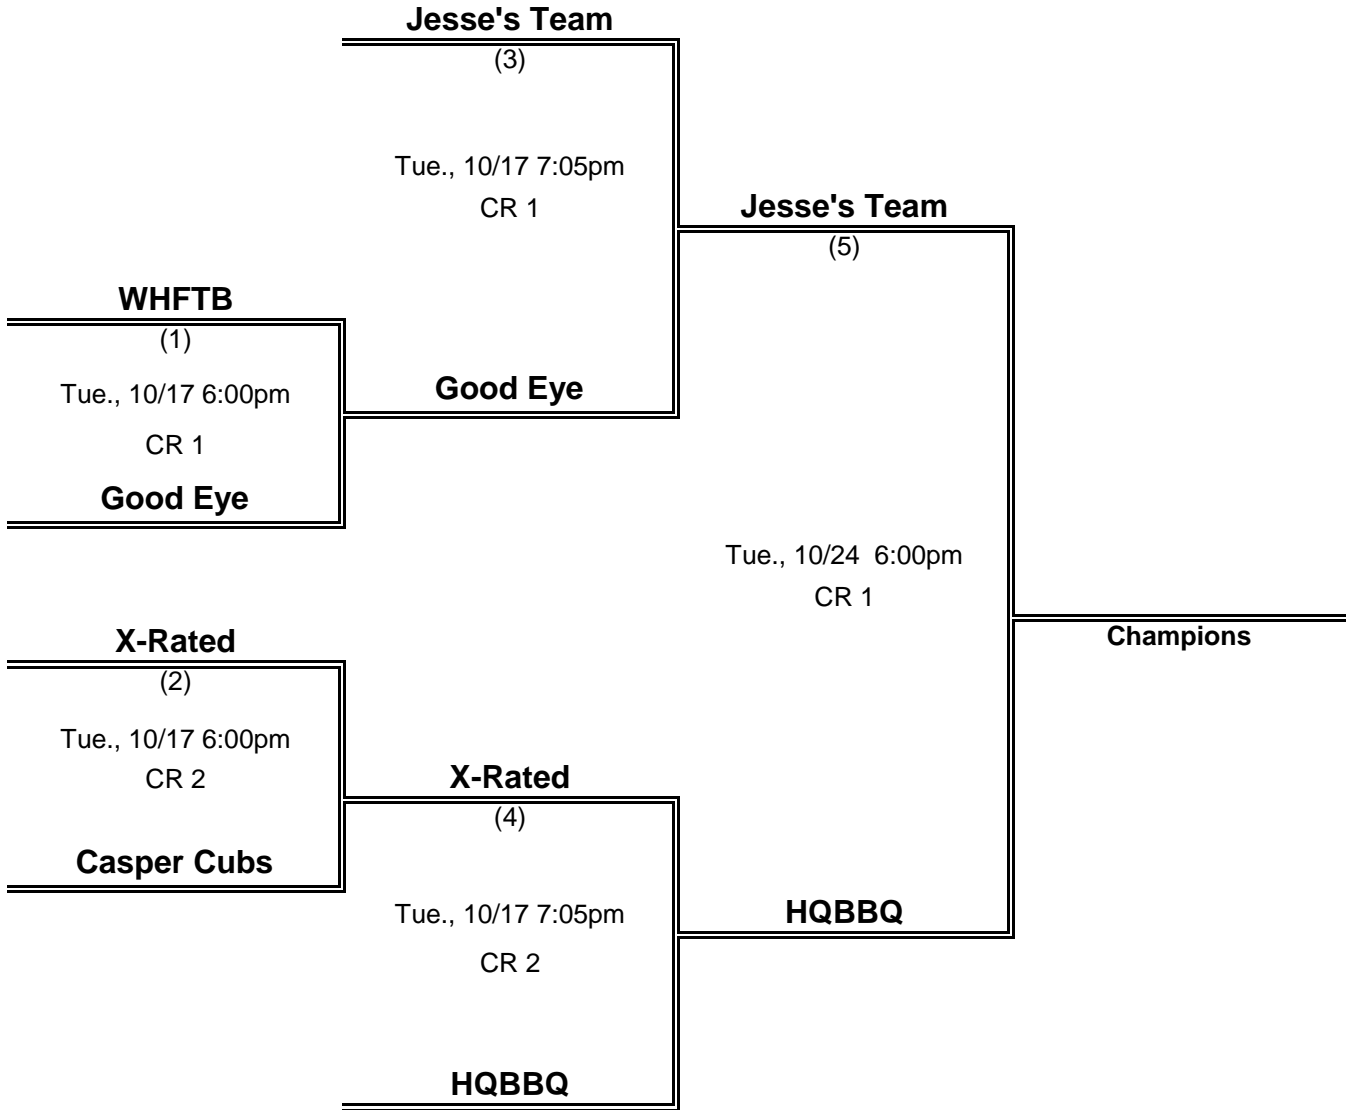 Jesse's Team
(3)
Tue., 10/17 7:05pm
CR 1
Jesse's Team
(5)
WHFTB
(1)
Tue., 10/17 6:00pm
CR 1
Good Eye
Good Eye
Tue., 10/24  6:00pm
CR 1
Champions
X-Rated
(2)
Tue., 10/17 6:00pm
CR 2
Casper Cubs
X-Rated
(4)
Tue., 10/17 7:05pm
CR 2
HQBBQ
HQBBQ